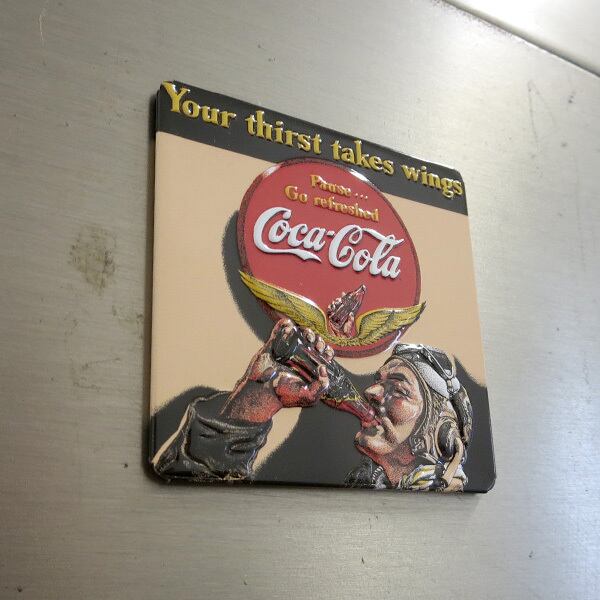 Your thirst takes wings
Pause...
Go refreshed
Coca-Cola